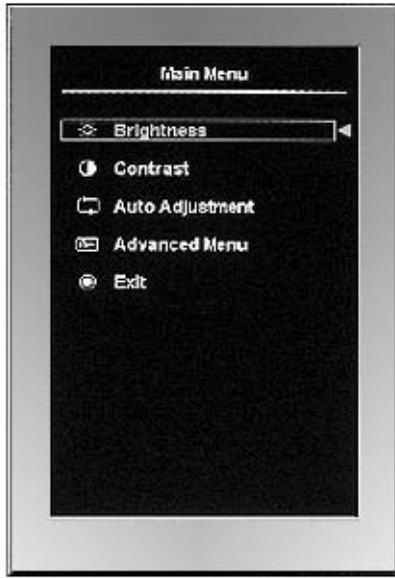 Main Menu
Brightness
Contrast
Auto Adjustment
Advanced Menu
Exit